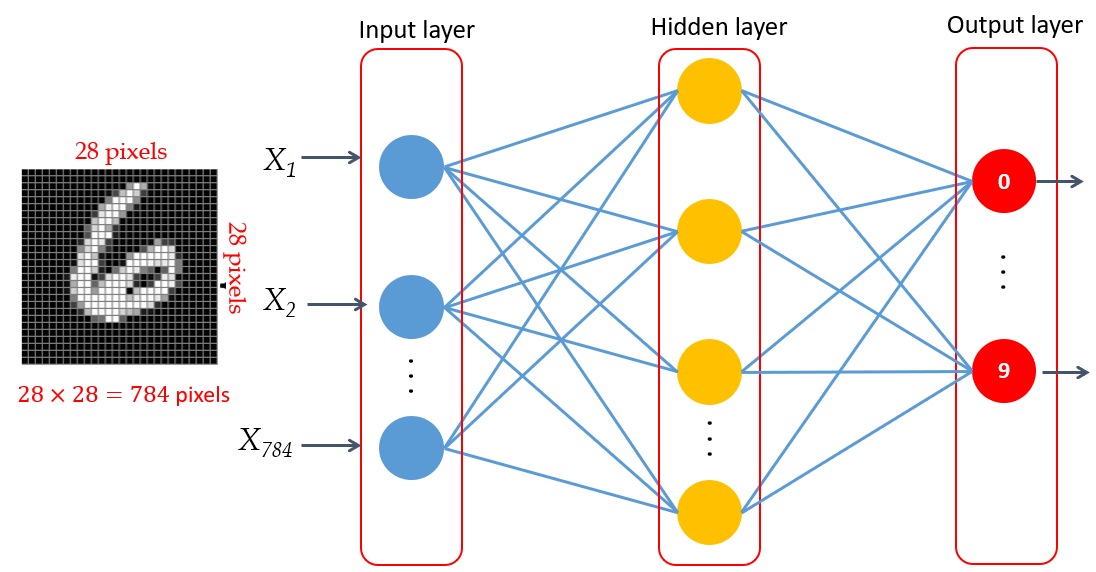 Input layer
Hidden layer
Output layer
28 pixels
28 pixels
28 × 28 = 784 pixels
X1
X2
X784
0
9